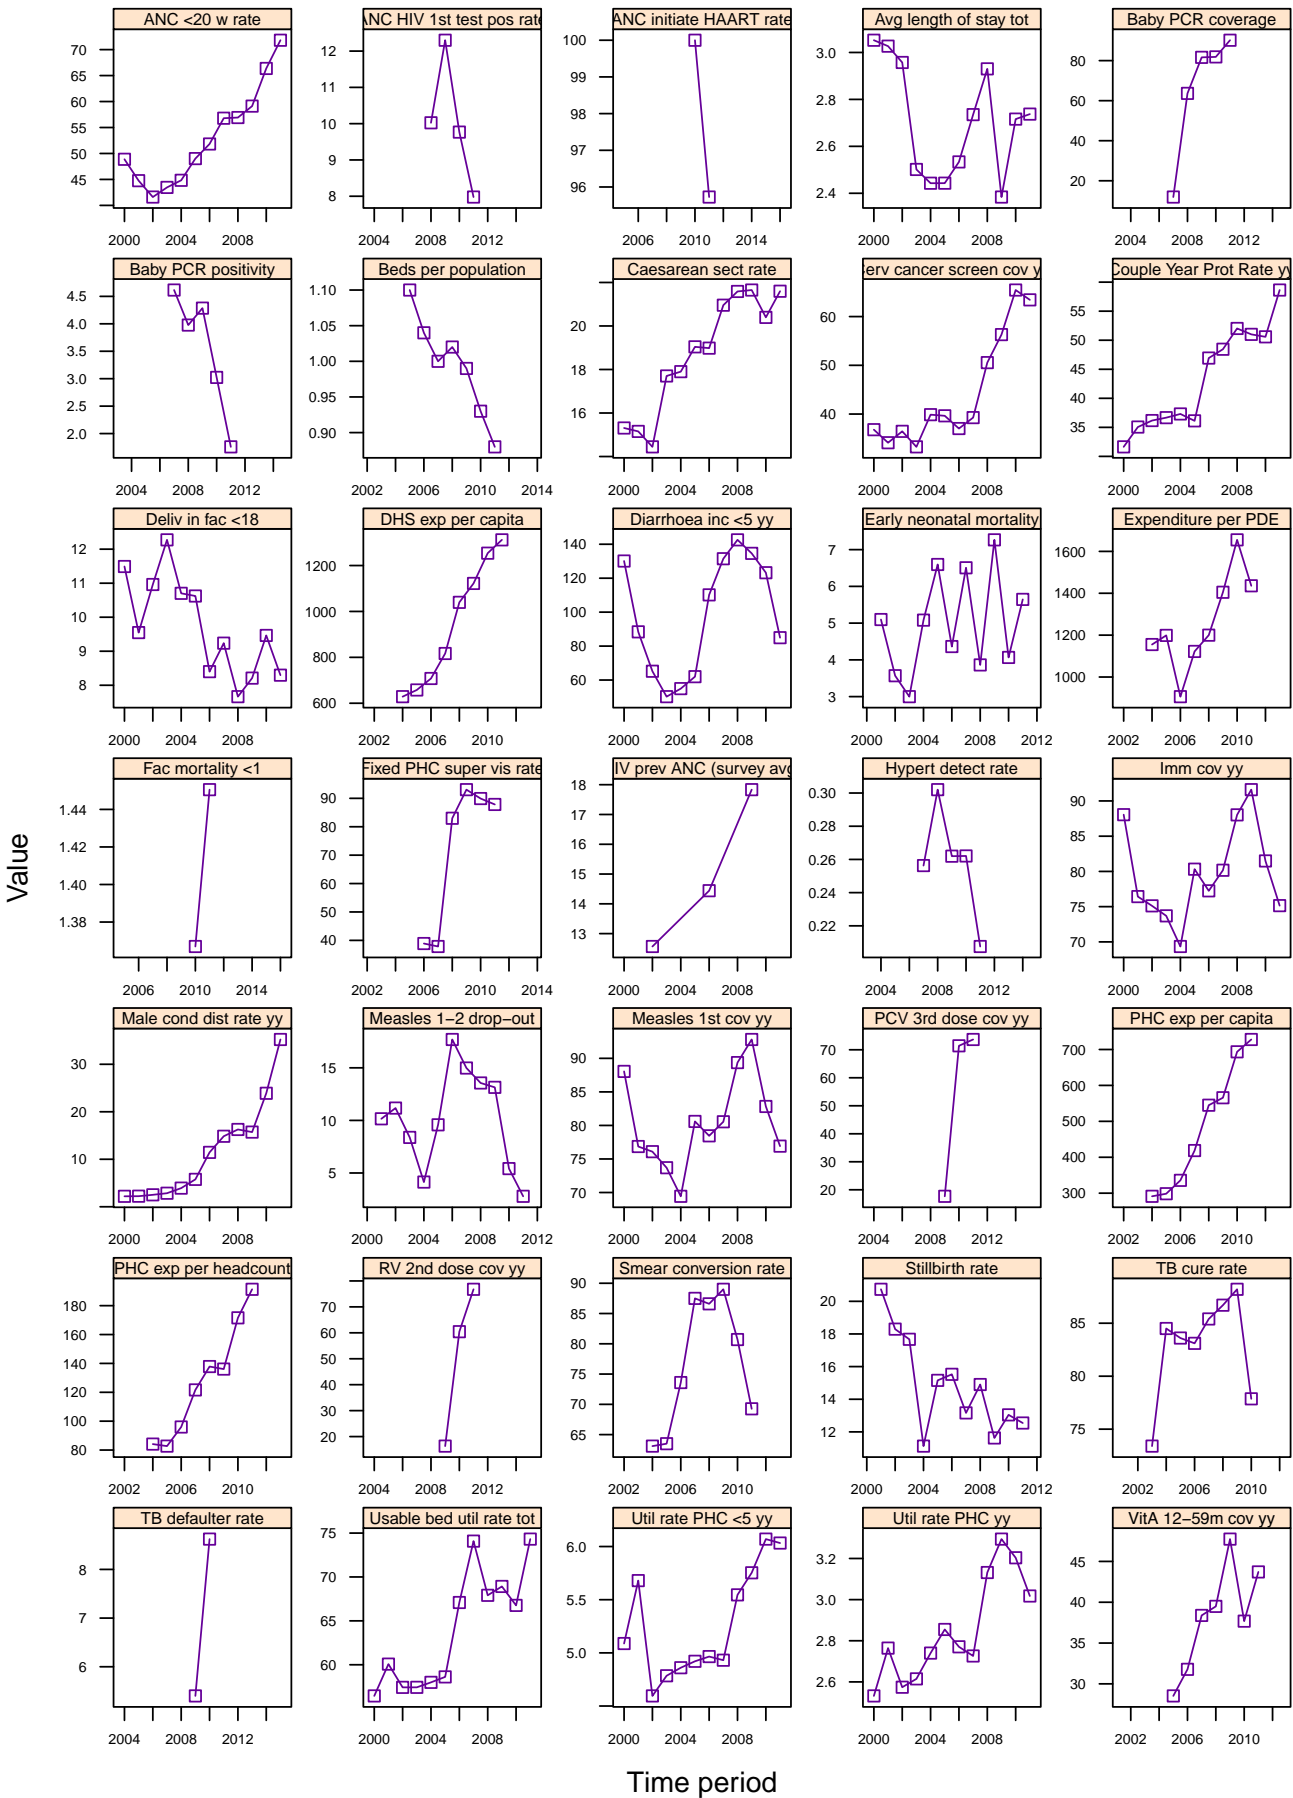 ANC <20 w rate
ANC HIV 1st test pos rate
ANC initiate HAART rate
Avg length of stay tot
Baby PCR coverage
70
65
60
55
50
45
2000 2004 2008
12
10
9
8
2004 2008 2012
100
99
98
97
96
2006 2010 2014
3.0
2.8
2.6
2.4
2000 2004 2008
80
60
40
20
2004 2008 2012
Baby PCR positivity
Beds per population
Caesarean sect rate
Cerv cancer screen cov y
Couple Year Prot Rate yy
4.5
4.0
3.5
3.0
2.5
2.0
2004 2008 2012
1.10
1.05
1.00
0.95
0.90
2002 2006 2010 2014
20
18
16
2000 2004 2008
60
50
40
2000 2004 2008
55
50
45
40
35
2000 2004 2008
Deliv in fac <18
DHS exp per capita
Diarrhoea inc <5 yy
Early neonatal mortality
Expenditure per PDE
12
11
10
9
8
2000 2004 2008
1200
1000
800
600
2002 2006 2010
140
120
100
80
60
2000 2004 2008
7
6
5
4
3
2000 2004 2008 2012
1600
1400
1200
1000
2002 2006 2010
Fac mortality <1
Fixed PHC super vis rate
IV prev ANC (survey avg
Hypert detect rate
Imm cov yy
1.44
1.42
1.40
1.38
2006 2010 2014
90
80
70
60
50
40
2002 2006 2010 2014
18
17
16
15
14
13
2000 2004 2008
0.30
0.28
0.26
0.24
0.22
2004 2008 2012
90
85
80
75
70
2000 2004 2008
Male cond dist rate yy
Measles 1−2 drop−out
Measles 1st cov yy
PCV 3rd dose cov yy
PHC exp per capita
30
20
10
2000 2004 2008
15
10
5
2000 2004 2008 2012
90
85
80
75
70
2000 2004 2008
70
60
50
40
30
20
2004 2008 2012
700
600
500
400
300
2002 2006 2010
PHC exp per headcount
RV 2nd dose cov yy
Smear conversion rate
Stillbirth rate
TB cure rate
180
160
140
120
100
80
2002 2006 2010
70
60
50
40
30
20
2004 2008 2012
90
85
80
75
70
65
2002 2006 2010
20
18
16
14
12
2000 2004 2008 2012
85
80
75
2002 2006 2010
TB defaulter rate
Usable bed util rate tot
Util rate PHC <5 yy
Util rate PHC yy
VitA 12−59m cov yy
8
7
6
2004 2008 2012
75
70
65
60
2000 2004 2008
6.0
5.5
5.0
2000 2004 2008
3.2
3.0
2.8
2.6
2000 2004 2008
45
40
35
30
2002 2006 2010
Value
Time period